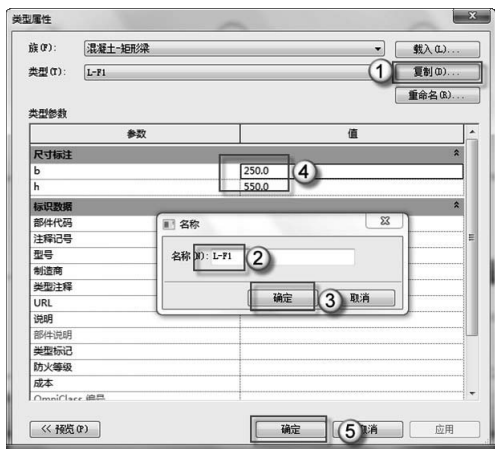 类型属性
族(F): 混凝土-矩形梁 载入(L)...
类型(T): L-F1 1 复制(D)...
重命名(R)...
类型参数
参数 值
尺寸标注
b 250.0 4
h 550.0
标识数据
部件代码
注释记号
型号
制造商
类型注释
URL
说明
部件说明
类型标记
防火等级
成本
OmniClass 编号
名称
名称(N): L-F1 2
确定 3 取消
<< 预览(P) 确定 5 消 应用